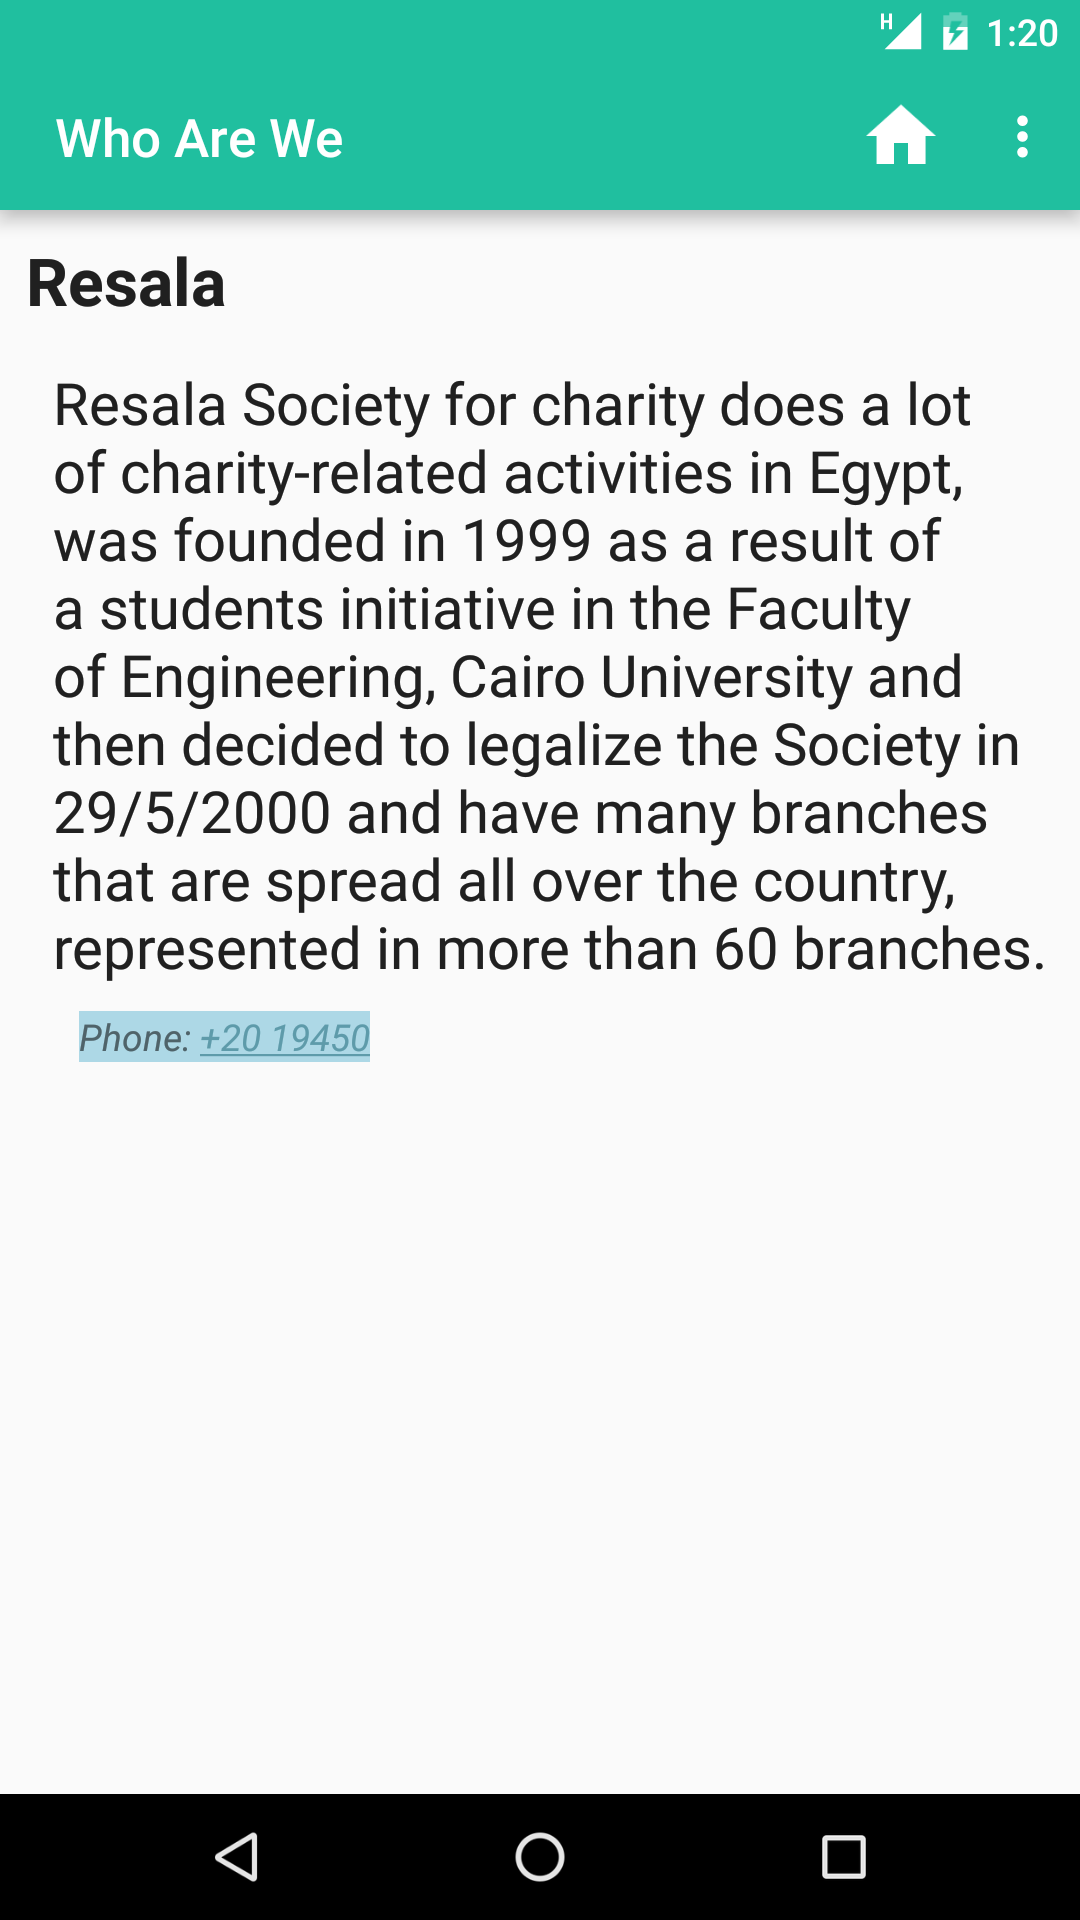 H 1:20
Who Are We
Resala
Resala Society for charity does a lot
of charity-related activities in Egypt,
was founded in 1999 as a result of
a students initiative in the Faculty
of Engineering, Cairo University and
then decided to legalize the Society in
29/5/2000 and have many branches
that are spread all over the country,
represented in more than 60 branches.
Phone: +20 19450